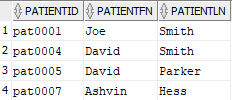 PATIENTID PATIENTFN PATIENTLN
1 pat0001 Joe Smith
2 pat0004 David Smith
3 pat0005 David Parker
4 pat0007 Ashvin Hess